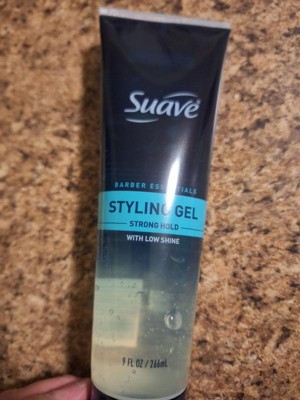 Suave
BARBER ESSENTIALS
STYLING GEL
STRONG HOLD
WITH LOW SHINE
9 FL OZ / 266mL